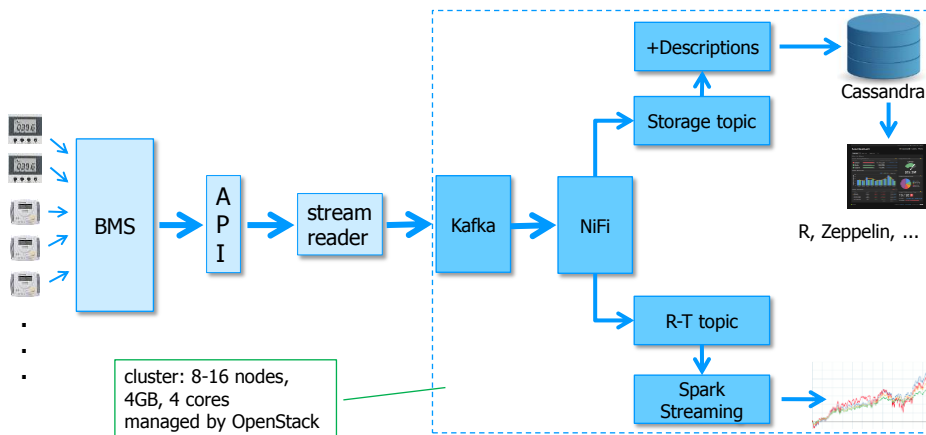 +Descriptions
Cassandra
Storage topic
BMS
A
P
I
stream
reader
Kafka
NiFi
R, Zeppelin, ...
R-T topic
cluster: 8-16 nodes,
4GB, 4 cores
managed by OpenStack
Spark
Streaming